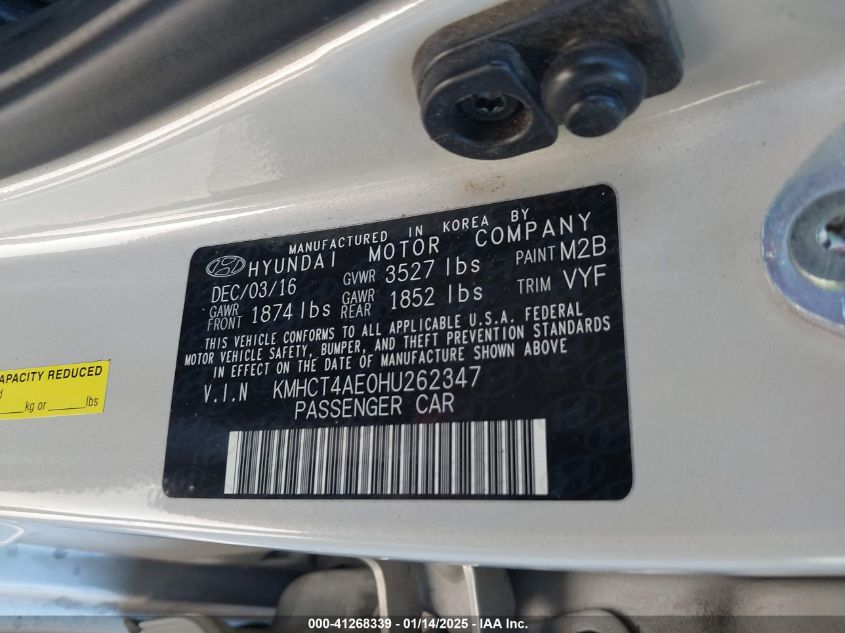 MANUFACTURED IN KOREA BY
HYUNDAI MOTOR COMPANY
DEC/03/16 GVWR 3527 lbs PAINT M2B
GAWR FRONT 1874 lbs GAWR REAR 1852 lbs TRIM VYF
THIS VEHICLE CONFORMS TO ALL APPLICABLE U.S.A. FEDERAL
MOTOR VEHICLE SAFETY, BUMPER, AND THEFT PREVENTION STANDARDS
IN EFFECT ON THE DATE OF MANUFACTURE SHOWN ABOVE
V.I.N KMHCT4AE0HU262347
PASSENGER CAR
APACITY REDUCED
kg or lbs
000-41268339 — 01/14/2025 — IAA Inc.